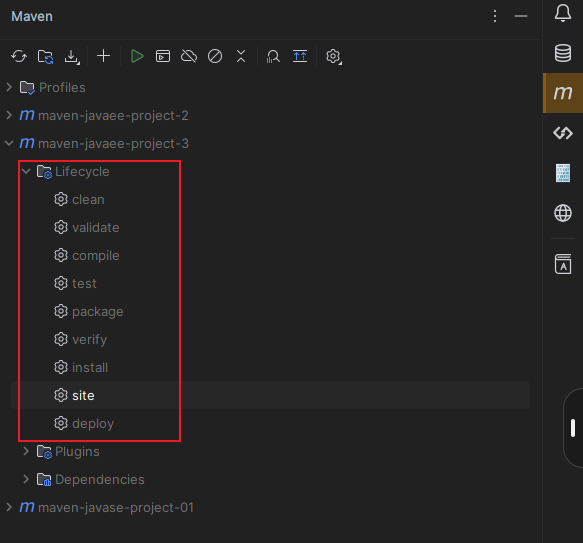 Maven
Profiles
m maven-javaee-project-2
m maven-javaee-project-3
Lifecycle
clean
validate
compile
test
package
verify
install
site
deploy
Plugins
Dependencies
m maven-javase-project-01
m
A